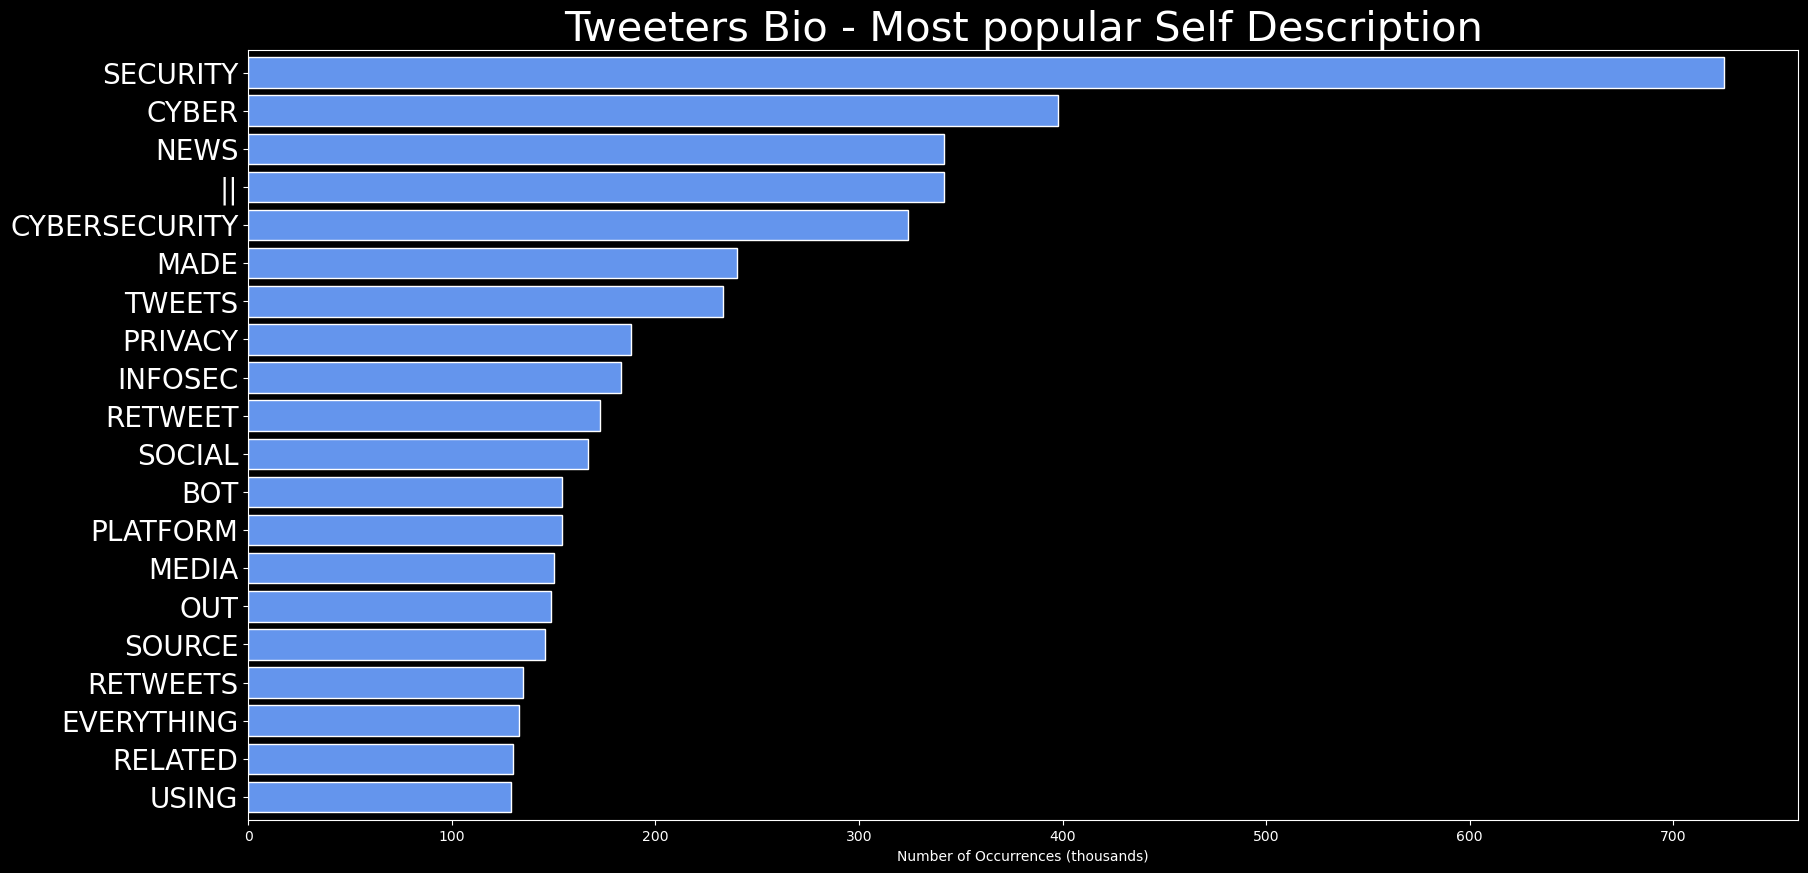 Tweeters Bio - Most popular Self Description
SECURITY
CYBER
NEWS
||
CYBERSECURITY
MADE
TWEETS
PRIVACY
INFOSEC
RETWEET
SOCIAL
BOT
PLATFORM
MEDIA
OUT
SOURCE
RETWEETS
EVERYTHING
RELATED
USING
0 100 200 300 400 500 600 700
Number of Occurrences (thousands)